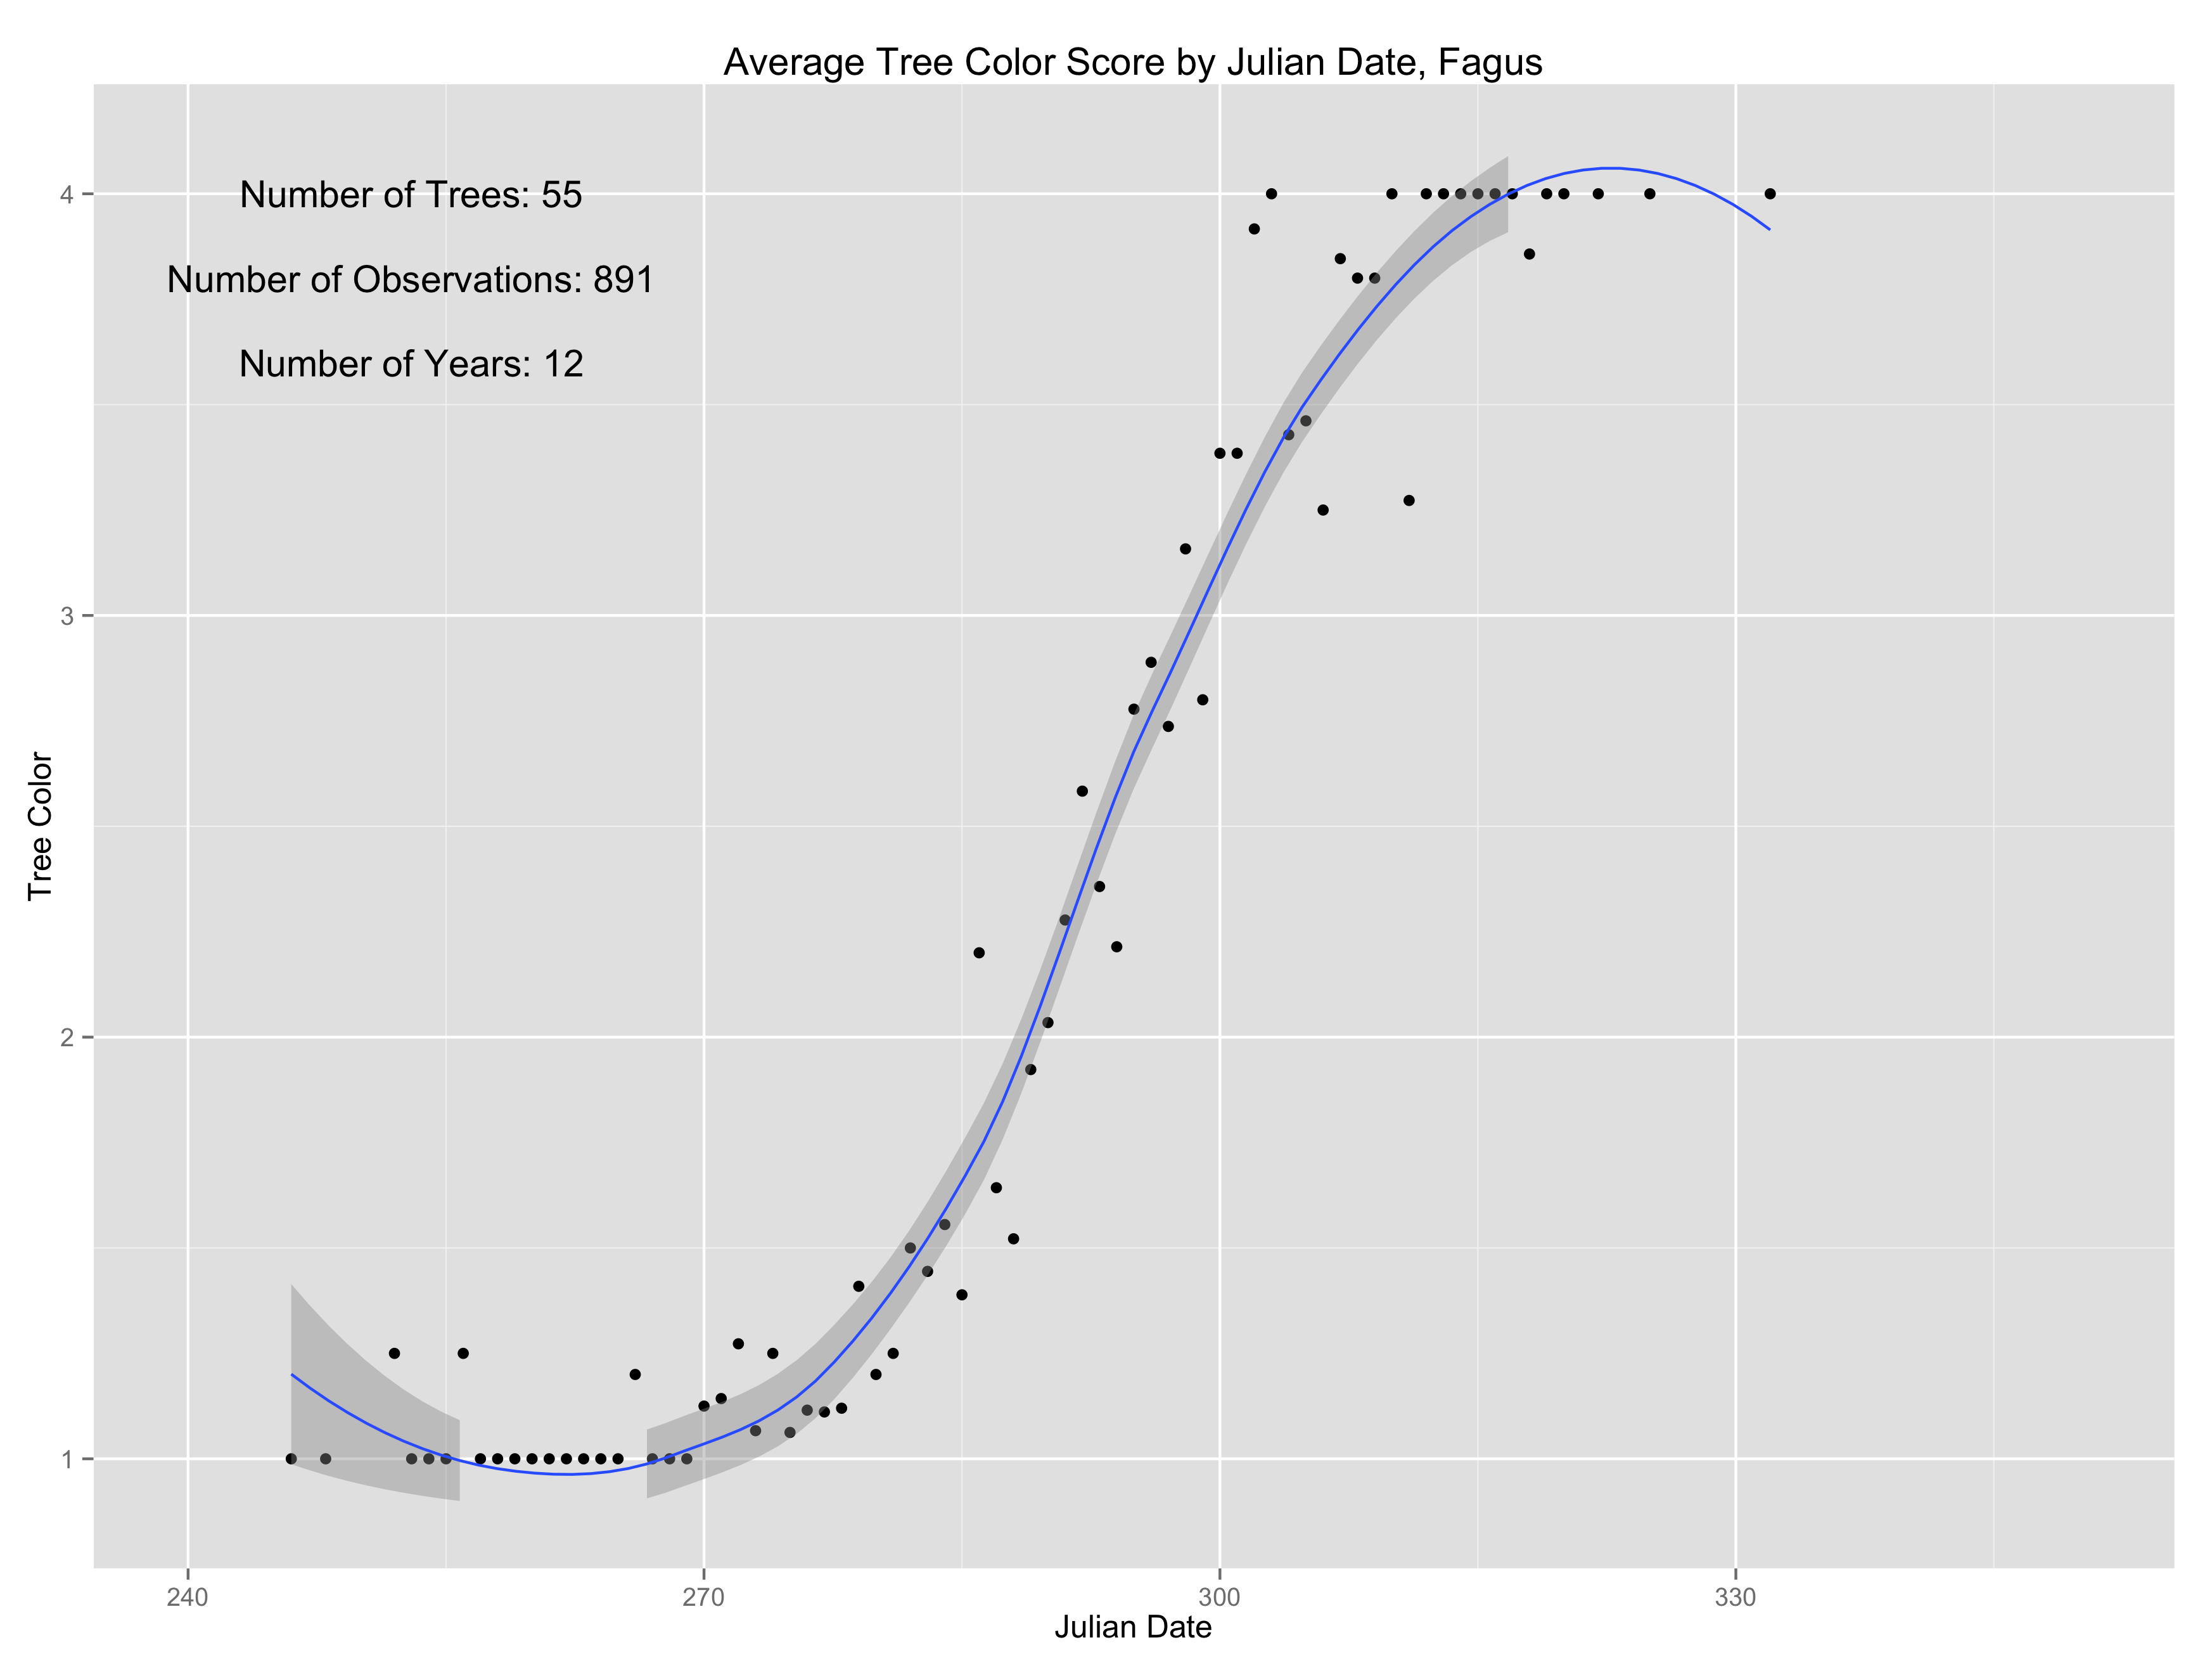 Average Tree Color Score by Julian Date, Fagus
Number of Trees: 55
Number of Observations: 891
Number of Years: 12
Tree Color
4
3
2
1
240 270 300 330
Julian Date